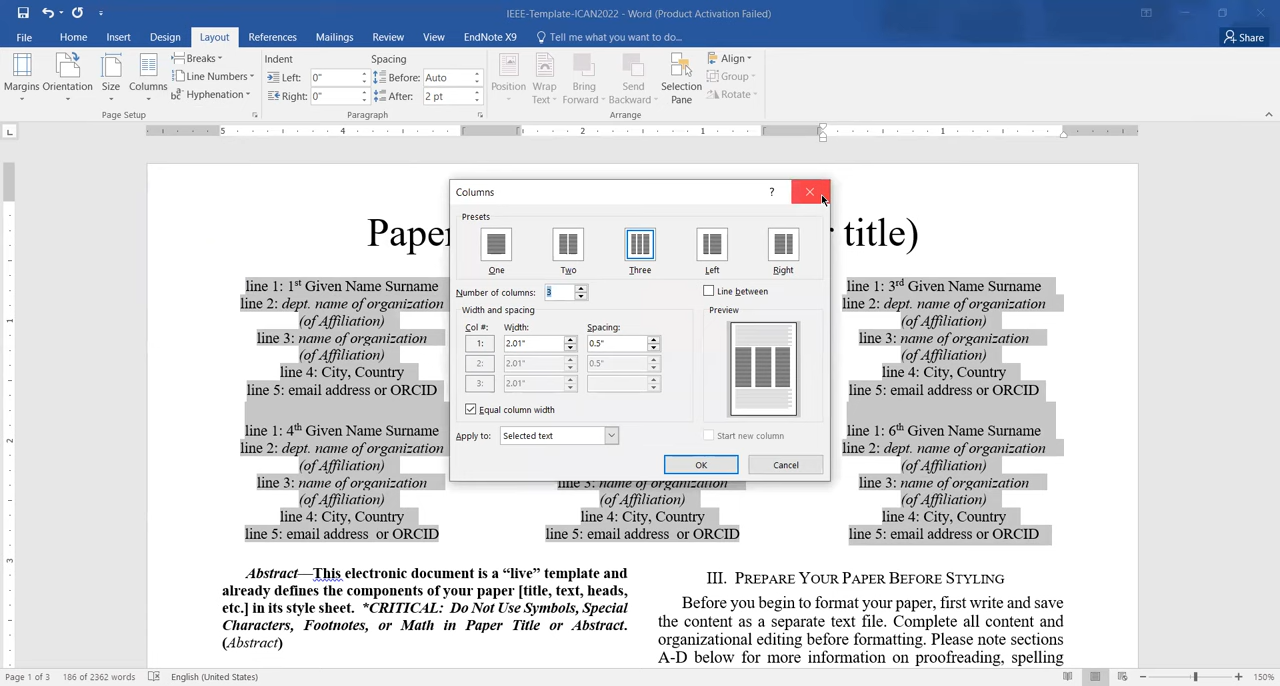 IEEE-Template-ICAN2022 - Word (Product Activation Failed)
File Home Insert Design Layout References Mailings Review View EndNote X9 Tell me what you want to do... Share
Margins Orientation Size Columns
Breaks
Line Numbers
Hyphenation
Page Setup
Indent Spacing
Left: 0" Before: Auto
Right: 0" After: 2 pt
Paragraph
Position Wrap Text Bring Forward Send Backward Selection Pane
Align
Group
Rotate
Arrange
5 4 2 1 1
1
2
3
Paper title)
line 1: 1st Given Name Surname
line 2: dept. name of organization
(of Affiliation)
line 3: name of organization
(of Affiliation)
line 4: City, Country
line 5: email address or ORCID
line 1: 4th Given Name Surname
line 2: dept. name of organization
(of Affiliation)
line 3: name of organization
(of Affiliation)
line 4: City, Country
line 5: email address or ORCID
line 3: name of organization
(of Affiliation)
line 4: City, Country
line 5: email address or ORCID
line 1: 3rd Given Name Surname
line 2: dept. name of organization
(of Affiliation)
line 3: name of organization
(of Affiliation)
line 4: City, Country
line 5: email address or ORCID
line 1: 6th Given Name Surname
line 2: dept. name of organization
(of Affiliation)
line 3: name of organization
(of Affiliation)
line 4: City, Country
line 5: email address or ORCID
Columns ?
Presets
One Two Three Left Right
Number of columns: 3
Line between
Width and spacing
Preview
Col #: Width: Spacing:
1: 2.01" 0.5"
2: 2.01" 0.5"
3: 2.01"
Equal column width
Apply to: Selected text
Start new column
OK Cancel
Abstract—This electronic document is a “live” template and
already defines the components of your paper [title, text, heads,
etc.] in its style sheet. *CRITICAL: Do Not Use Symbols, Special
Characters, Footnotes, or Math in Paper Title or Abstract.
(Abstract)
III. PREPARE YOUR PAPER BEFORE STYLING
Before you begin to format your paper, first write and save
the content as a separate text file. Complete all content and
organizational editing before formatting. Please note sections
A-D below for more information on proofreading, spelling
Page 1 of 3 186 of 2362 words English (United States) 150%